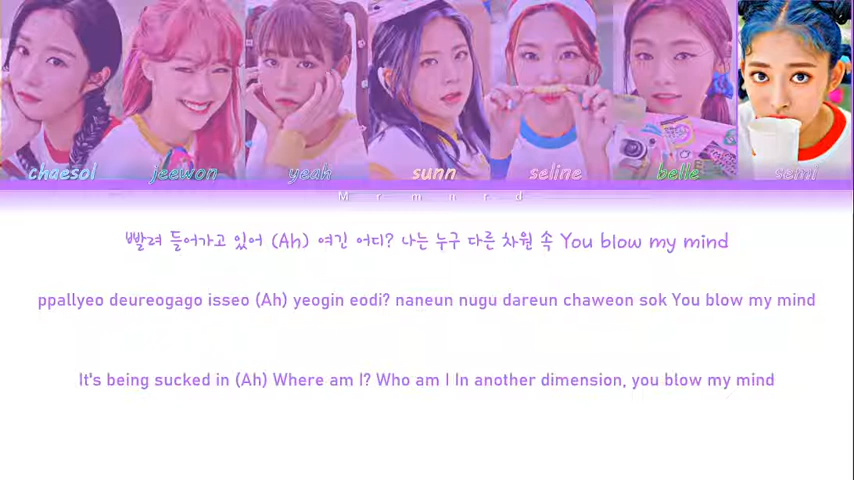 chaesol jeewon yeah sunn seline belle semi
M r m n r d
빨려 들어가고 있어 (Ah) 여긴 어디? 나는 누구 다른 차원 속 You blow my mind
ppallyeo deureogago isseo (Ah) yeogin eodi? naneun nugu dareun chaweon sok You blow my mind
It's being sucked in (Ah) Where am I? Who am I In another dimension, you blow my mind